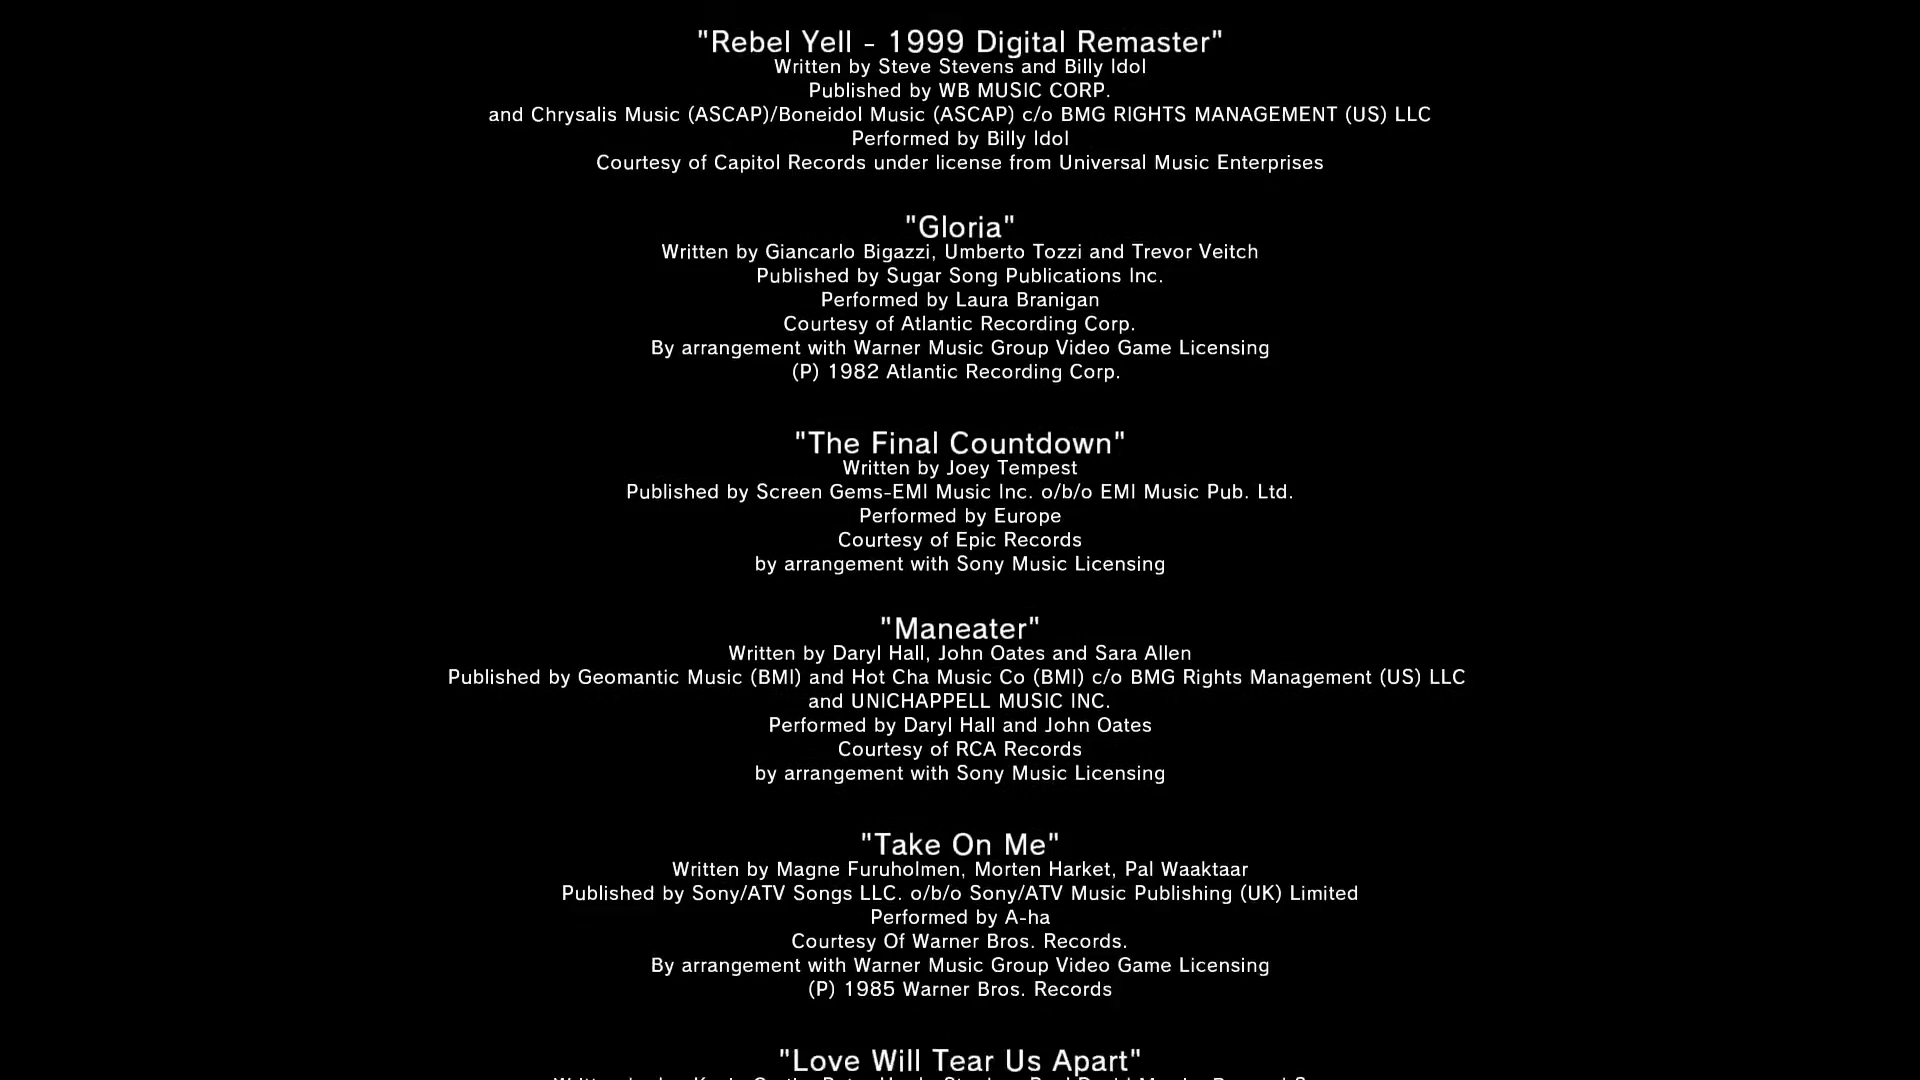 "Rebel Yell - 1999 Digital Remaster"
Written by Steve Stevens and Billy Idol
Published by WB MUSIC CORP.
and Chrysalis Music (ASCAP)/Boneidol Music (ASCAP) c/o BMG RIGHTS MANAGEMENT (US) LLC
Performed by Billy Idol
Courtesy of Capitol Records under license from Universal Music Enterprises
"Gloria"
Written by Giancarlo Bigazzi, Umberto Tozzi and Trevor Veitch
Published by Sugar Song Publications Inc.
Performed by Laura Branigan
Courtesy of Atlantic Recording Corp.
By arrangement with Warner Music Group Video Game Licensing
(P) 1982 Atlantic Recording Corp.
"The Final Countdown"
Written by Joey Tempest
Published by Screen Gems-EMI Music Inc. o/b/o EMI Music Pub. Ltd.
Performed by Europe
Courtesy of Epic Records
by arrangement with Sony Music Licensing
"Maneater"
Written by Daryl Hall, John Oates and Sara Allen
Published by Geomantic Music (BMI) and Hot Cha Music Co (BMI) c/o BMG Rights Management (US) LLC
and UNICHAPPELL MUSIC INC.
Performed by Daryl Hall and John Oates
Courtesy of RCA Records
by arrangement with Sony Music Licensing
"Take On Me"
Written by Magne Furuholmen, Morten Harket, Pal Waaktaar
Published by Sony/ATV Songs LLC. o/b/o Sony/ATV Music Publishing (UK) Limited
Performed by A-ha
Courtesy Of Warner Bros. Records.
By arrangement with Warner Music Group Video Game Licensing
(P) 1985 Warner Bros. Records
"Love Will Tear Us Apart"